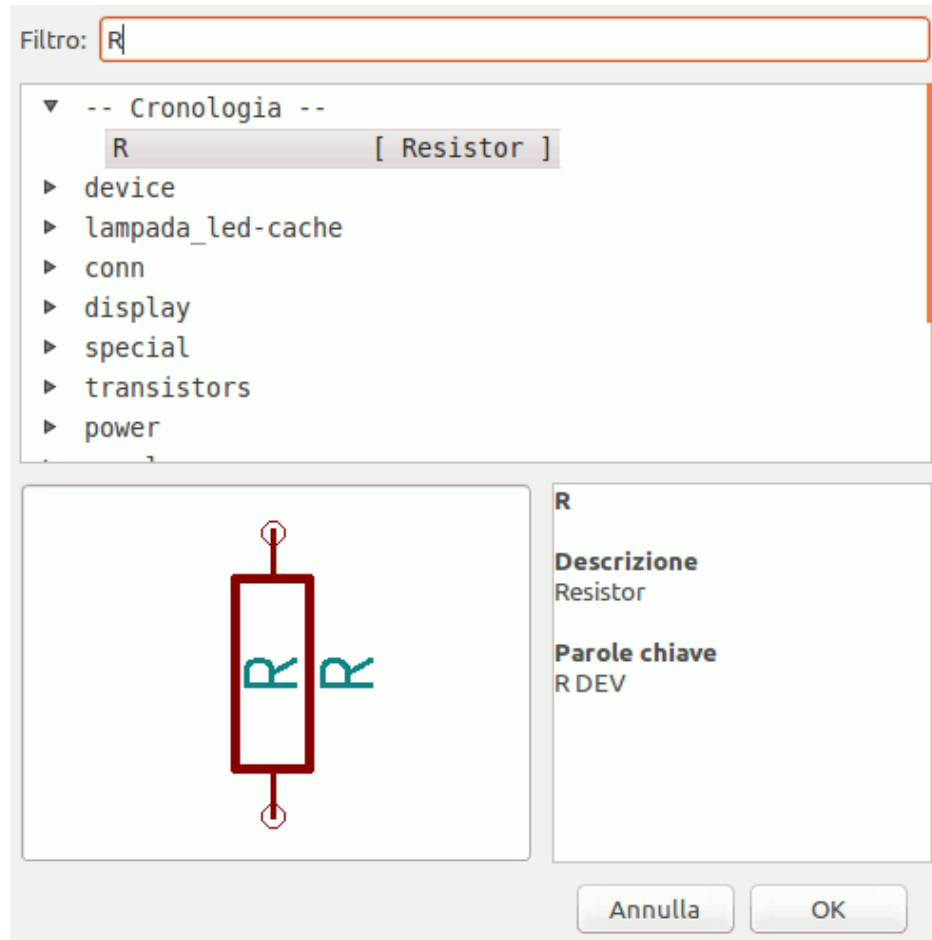 Filtro: R
-- Cronologia --
R [ Resistor ]
device
lampada_led-cache
conn
display
special
transistors
power
R
Descrizione
Resistor
Parole chiave
R DEV
R R
Annulla OK